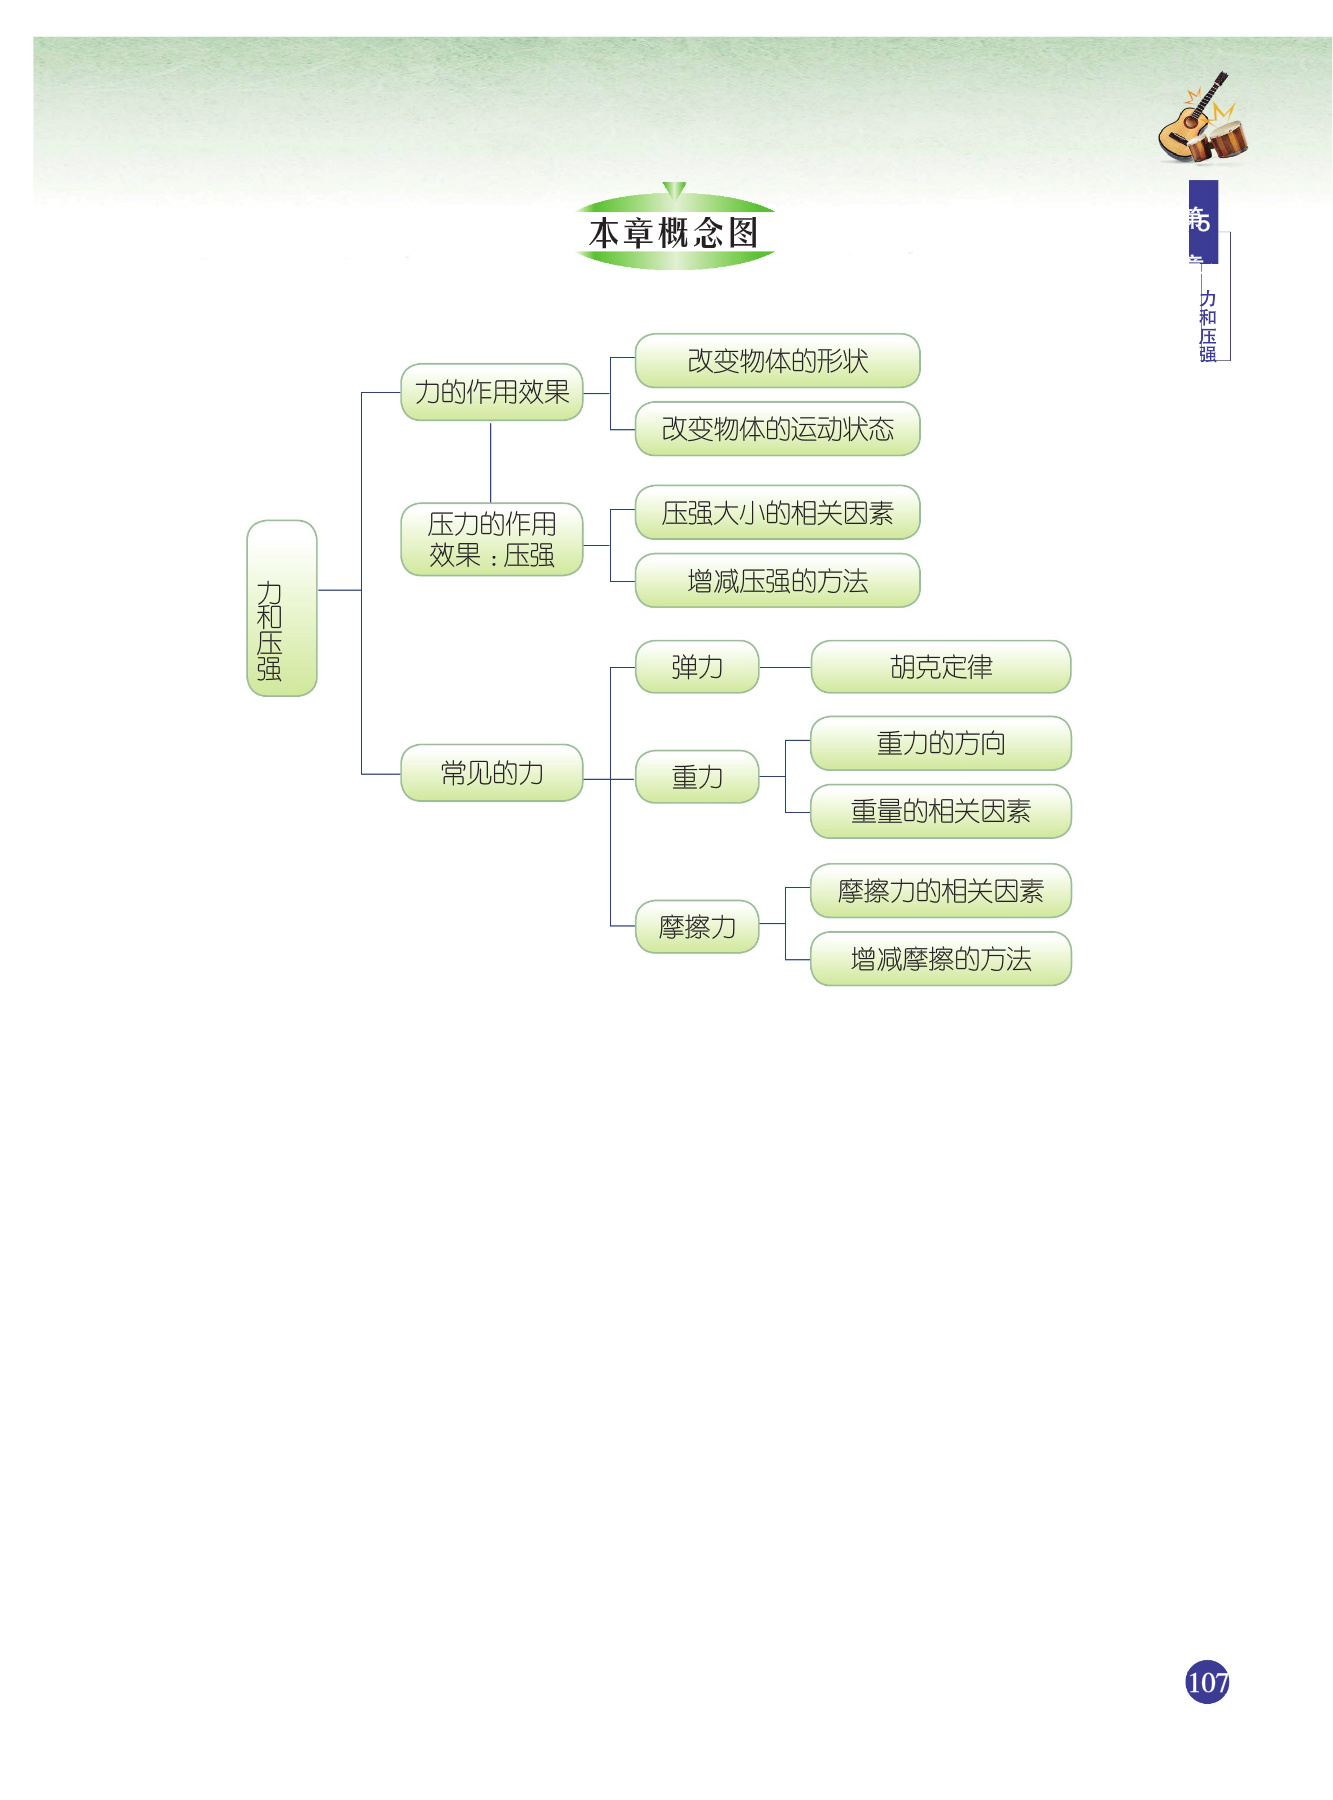 第5章
力和压强
本章概念图
力和压强
力的作用效果
改变物体的形状
改变物体的运动状态
压力的作用
效果：压强
压强大小的相关因素
增减压强的方法
常见的力
弹力
胡克定律
重力
重力的方向
重量的相关因素
摩擦力
摩擦力的相关因素
增减摩擦的方法
107